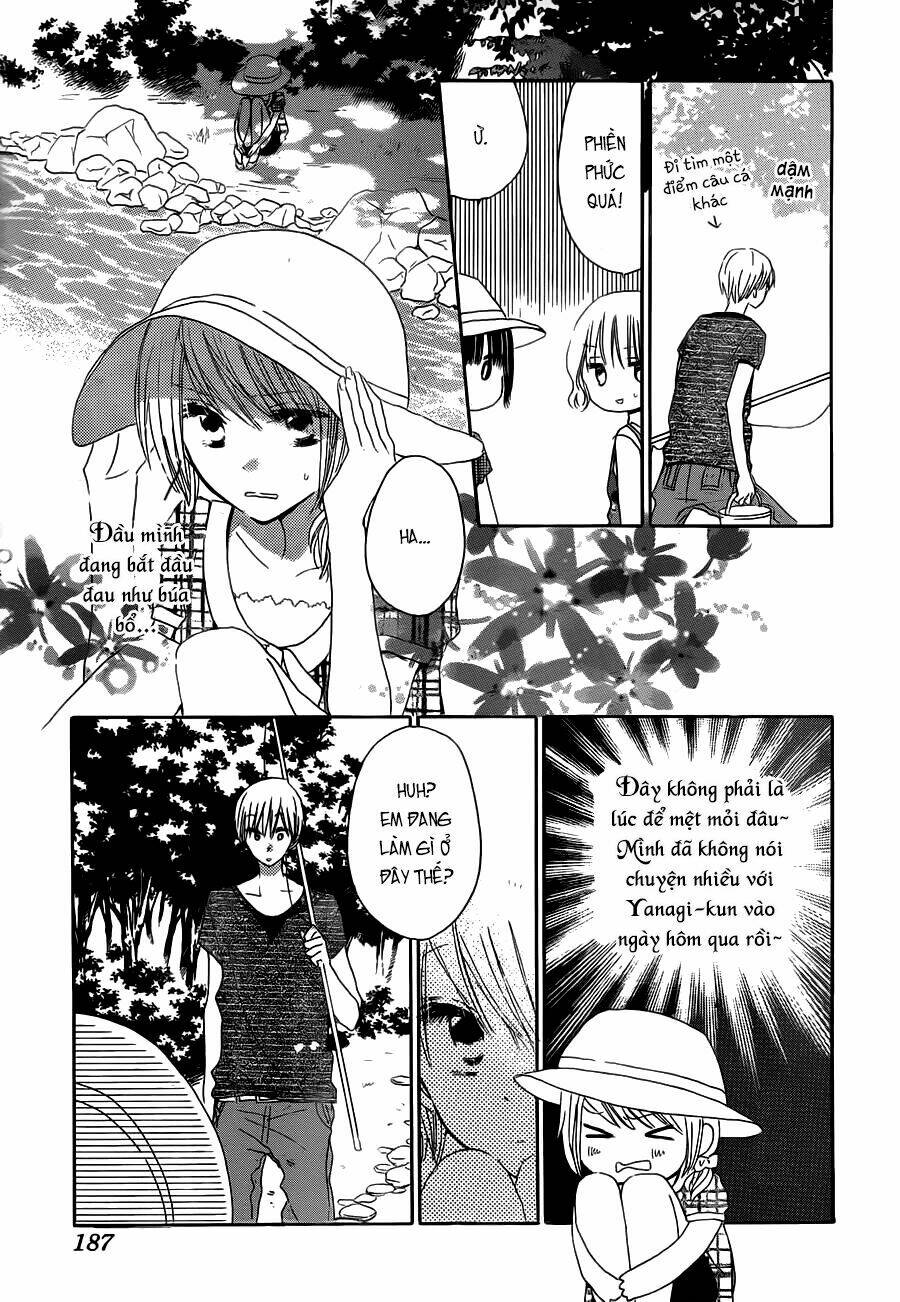 DẬM
MẠNH
Đi tìm một
điểm câu cá
khác
PHIỀN
PHỨC
QUÁ!
Ừ.
HA...
Đầu mình
đang bắt đầu
đau như búa
bổ...
Đây không phải là
lúc để mệt mỏi đâu~
Mình đã không nói
chuyện nhiều với
Yanagi-kun vào
ngày hôm qua rồi~
HUH?
EM ĐANG
LÀM GÌ Ở
ĐÂY THẾ?
187